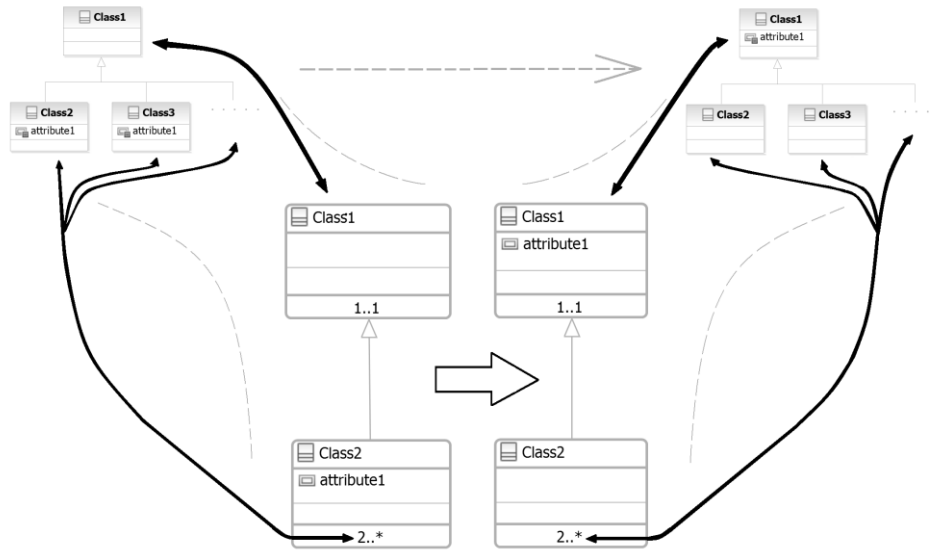 Class1
Class2
attribute1
Class3
attribute1
. . . . . .
Class1
attribute1
Class2
Class3
. . . . . .
Class1
1..1
Class1
attribute1
1..1
Class2
attribute1
2..*
Class2
2..*